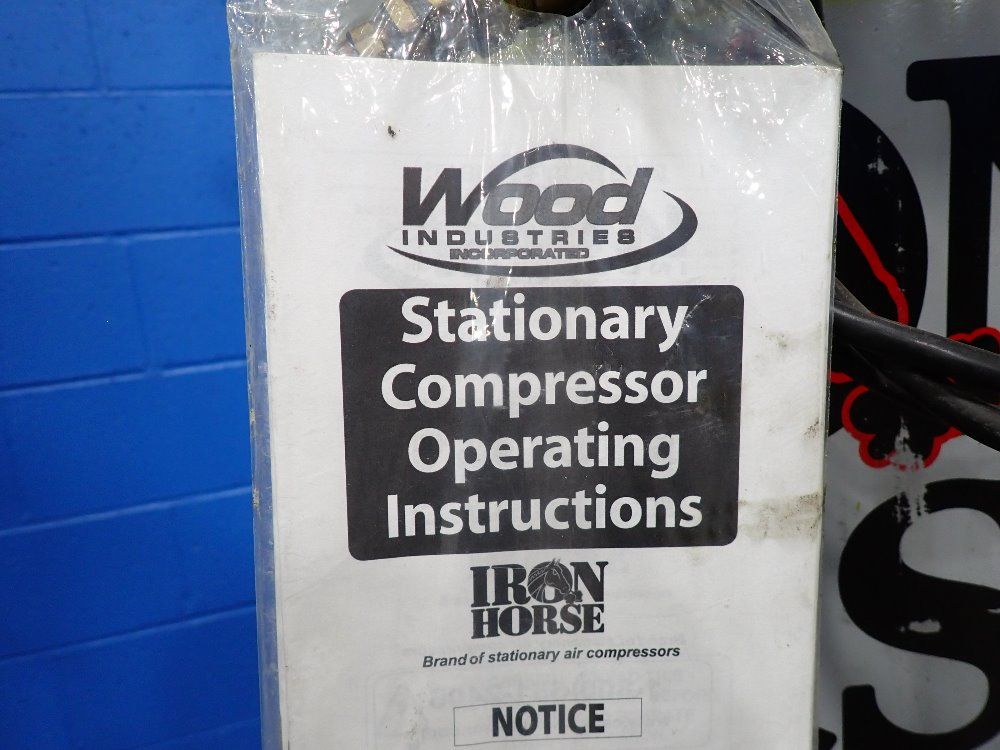 Wood
INDUSTRIES
INCORPORATED
Stationary
Compressor
Operating
Instructions
IRON
HORSE
Brand of stationary air compressors
NOTICE